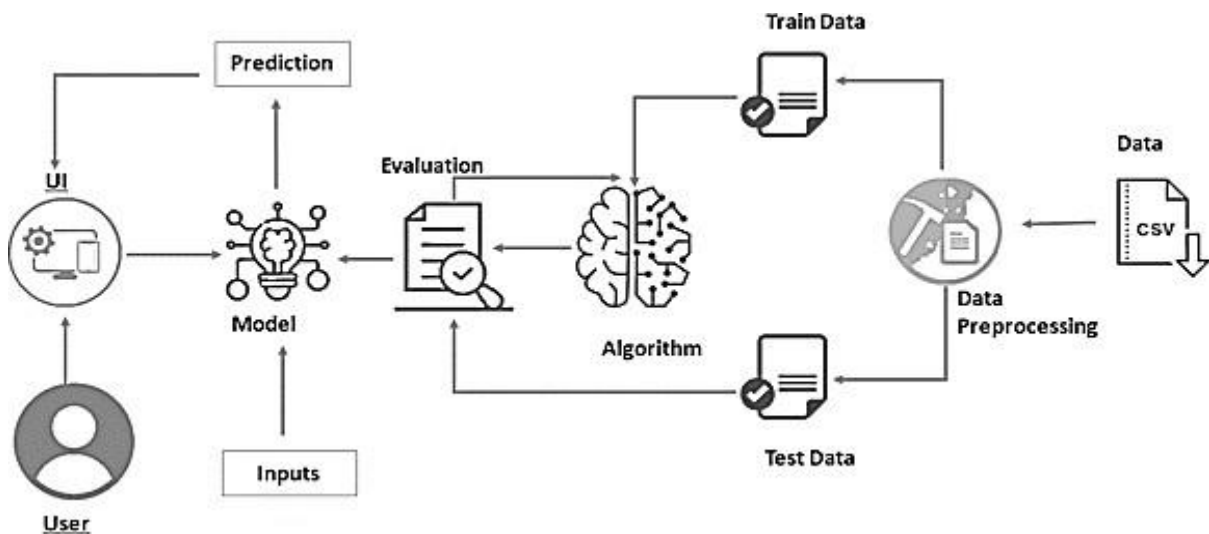 Train Data
Prediction
Data
Evaluation
UI
CSV
Data
Preprocessing
Model
Algorithm
Inputs
Test Data
User